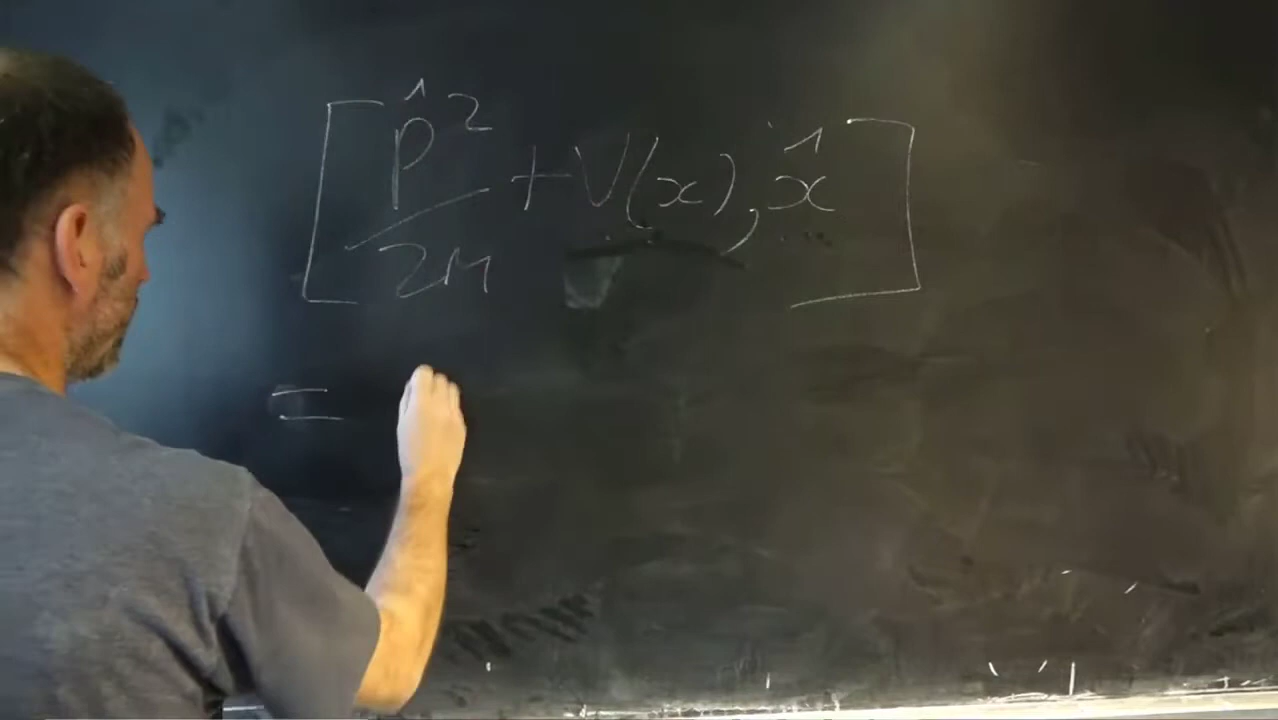 [p̂²/2M + V(x), x̂]
=